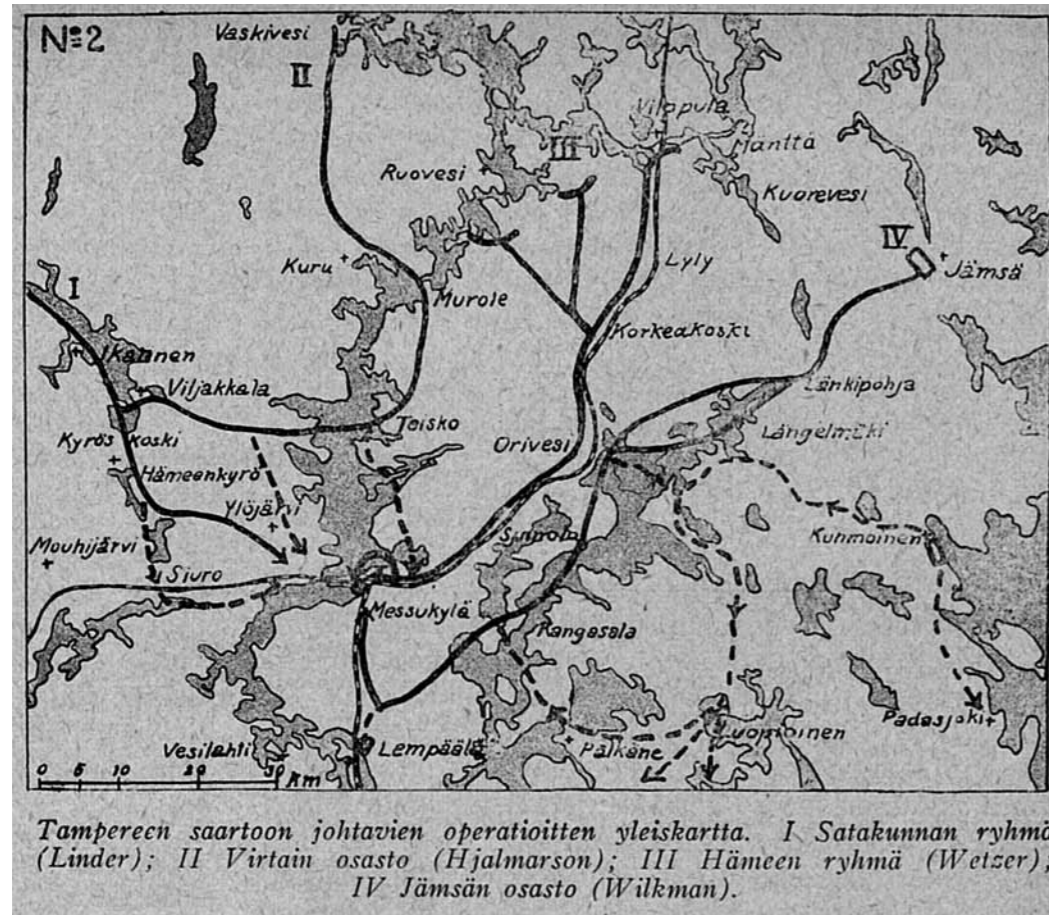 Nº2
Vaskivesi
II
Vilppula
III
Mänttä
Ruovesi
Kuorevesi
IV
Jämsä
Kuru
Lyly
I
Murole
Korkeakoski
Ikalinen
Viljakkala
Länkipohja
Teisko
Längelmäki
Kyröskoski
Orivesi
Hämeenkyrö
Ylöjärvi
Kuhmoinen
Mouhijärvi
Siuro
Messukylä
Kangasala
Padasjoki
Vesilahti
Lempäälä
Pälkäne
Luopioinen
0 5 10 20 30
Km
Tampereen saartoon johtavien operatioitten yleiskartta. I Satakunnan ryhmä
(Linder); II Virtain osasto (Hjalmarson); III Hämeen ryhmä (Wetzer);
IV Jämsän osasto (Wilkman).